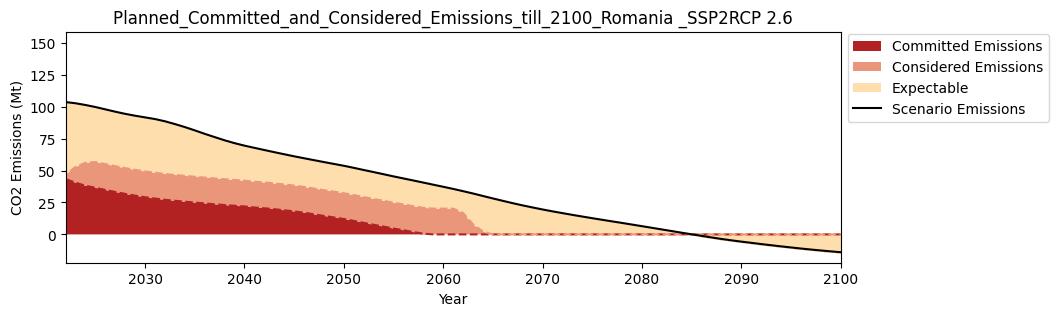 Planned_Committed_and_Considered_Emissions_till_2100_Romania _SSP2RCP 2.6
CO2 Emissions (Mt)
150
125
100
75
50
25
0
2030
2040
2050
2060
2070
2080
2090
2100
Year
Committed Emissions
Considered Emissions
Expectable
Scenario Emissions